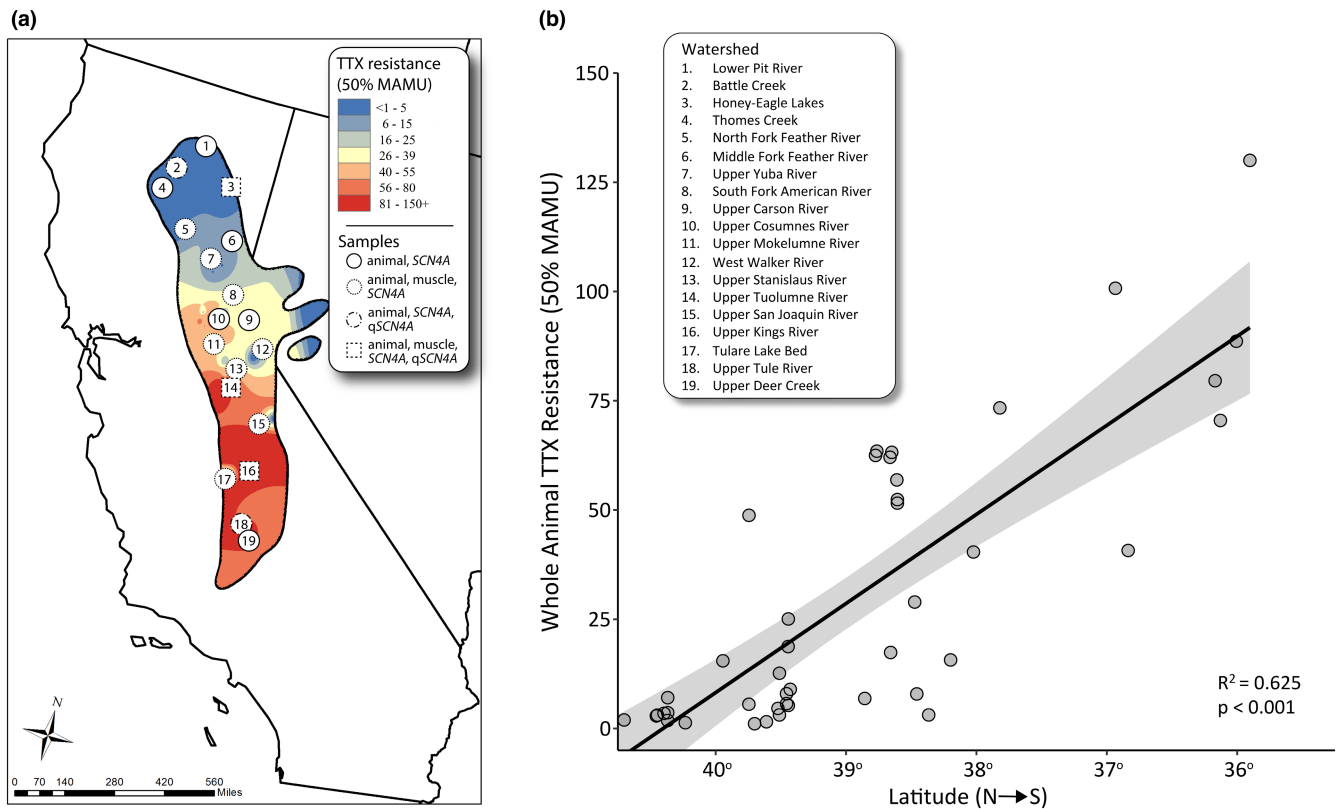 (a)
TTX resistance
(50% MAMU)
<1 - 5
6 - 15
16 - 25
26 - 39
40 - 55
56 - 80
81 - 150+
Samples
animal, SCN4A
animal, muscle,
SCN4A
animal, SCN4A,
qSCN4A
animal, muscle,
SCN4A, qSCN4A
1
2
3
4
5
6
7
8
9
10
11
12
13
14
15
16
17
18
19
N
0 70 140 280 420 560
Miles
(b)
Watershed
1. Lower Pit River
2. Battle Creek
3. Honey-Eagle Lakes
4. Thomes Creek
5. North Fork Feather River
6. Middle Fork Feather River
7. Upper Yuba River
8. South Fork American River
9. Upper Carson River
10. Upper Cosumnes River
11. Upper Mokelumne River
12. West Walker River
13. Upper Stanislaus River
14. Upper Tuolumne River
15. Upper San Joaquin River
16. Upper Kings River
17. Tulare Lake Bed
18. Upper Tule River
19. Upper Deer Creek
Whole Animal TTX Resistance (50% MAMU)
150
125
100
75
50
25
0
R² = 0.625
p < 0.001
40° 39° 38° 37° 36°
Latitude (N→S)